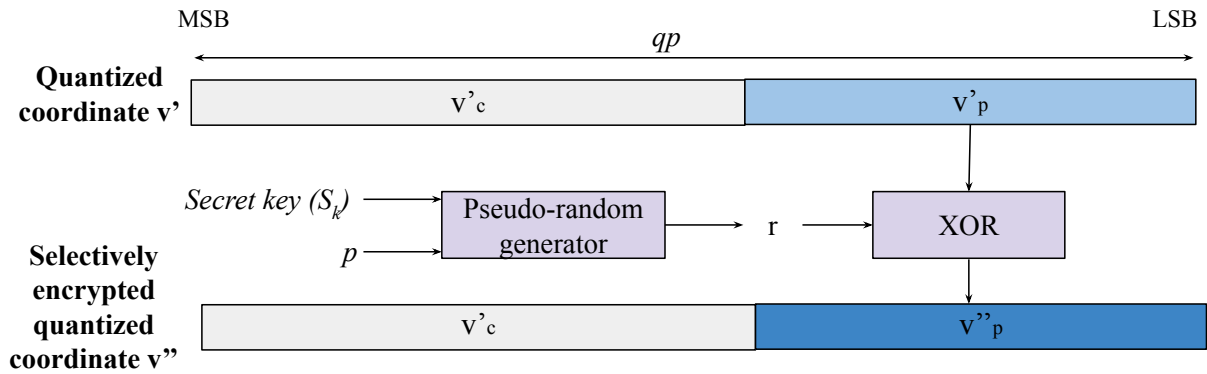 MSB
LSB
qp
Quantized
coordinate v'
v'c
v'p
Secret key (Sk)
Pseudo-random
generator
p
r
XOR
Selectively
encrypted
quantized
coordinate v''
v'c
v''p